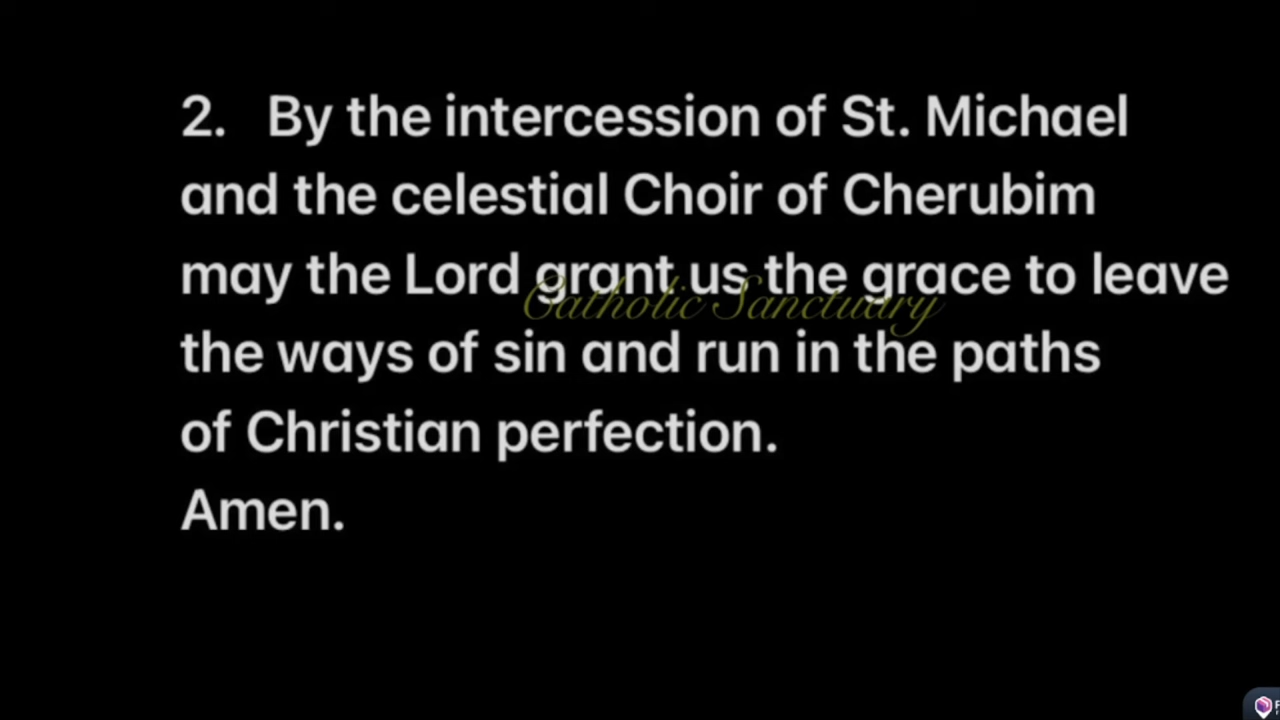 2. By the intercession of St. Michael
and the celestial Choir of Cherubim
may the Lord grant us the grace to leave
Catholic Sanctuary
the ways of sin and run in the paths
of Christian perfection.
Amen.